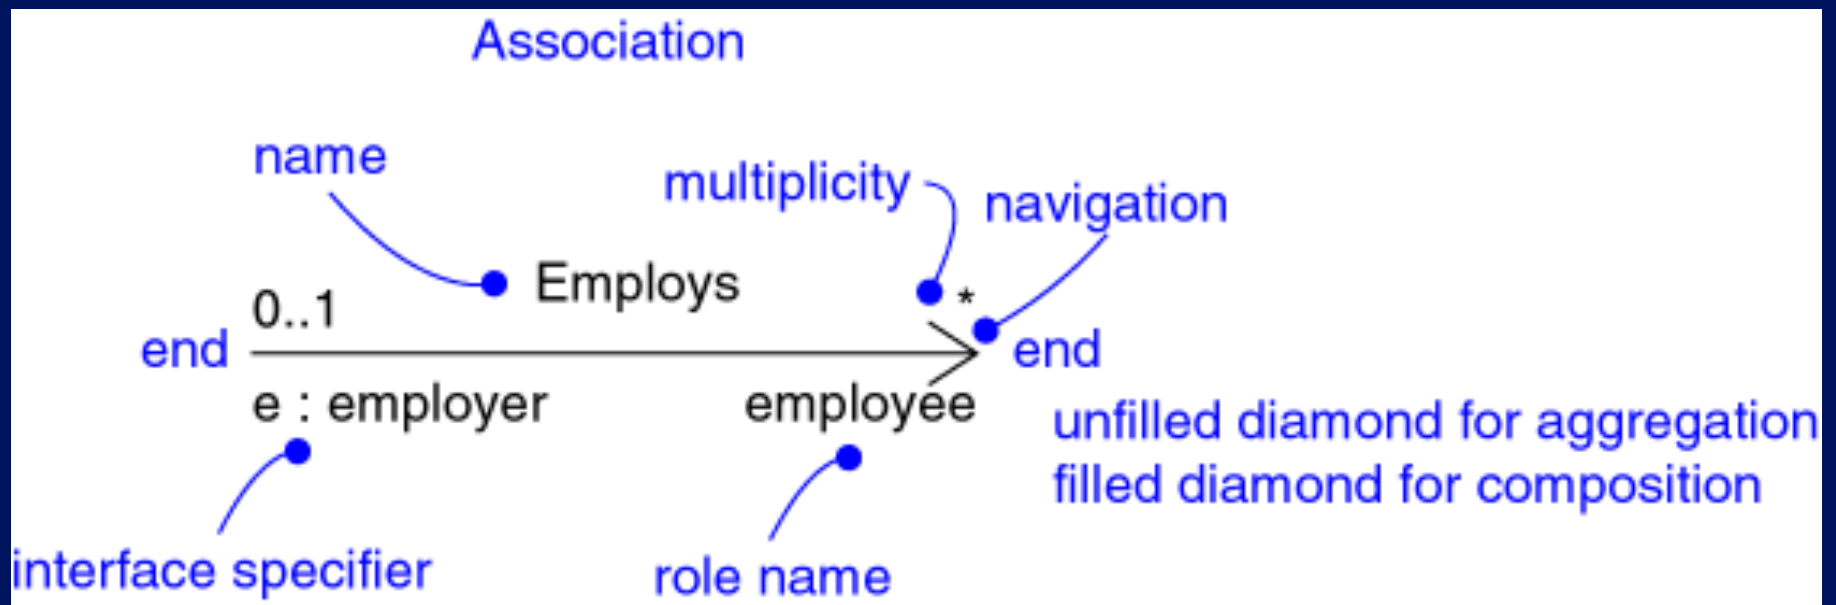 Association
name
multiplicity
navigation
Employs
0..1
*
end
end
e : employer
employee
unfilled diamond for aggregation
filled diamond for composition
interface specifier
role name